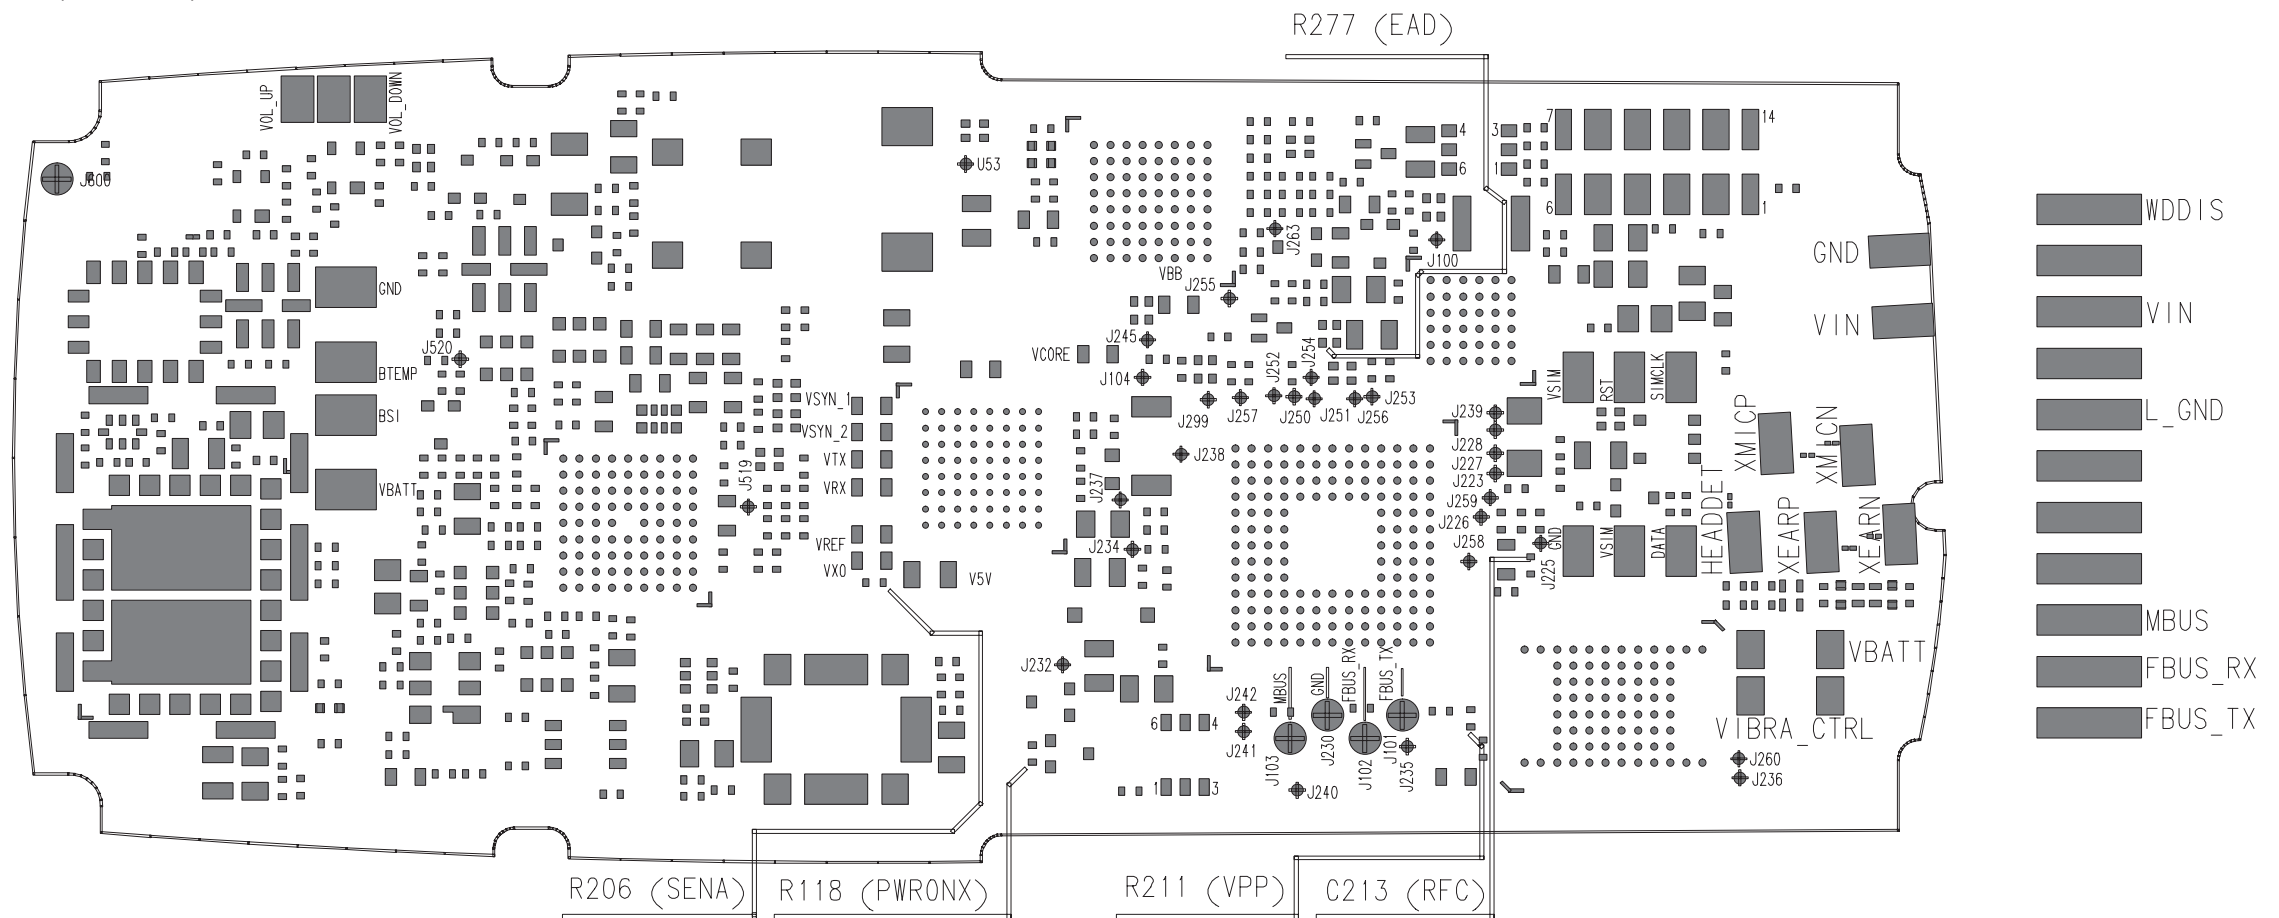 R277 (EAD)
VOL_UP
VOL_DOWN
J600
U53
4
3
6
1
7
14
6
1
WDDIS
GND
VIN
VIN
L_GND
MBUS
FBUS_RX
FBUS_TX
GND
BTEMP
BSI
VBATT
J520
J519
VBB
J255
J263
J100
J245
VCORE
J104
J254
J252
J299
J257
J250
J251
J256
J253
VSYN_1
VSYN_2
VTX
VRX
VREF
VXO
V5V
J238
J237
J234
J232
J239
J228
J227
J223
J259
J226
J258
J225
VSIM
RST
SIMCLK
GND
VSIM
DATA
XMICP
XMICN
HEADDET
XEARP
XEARN
VBATT
VIBRA_CTRL
J260
J236
MBUS
GND
FBUS_RX
FBUS_TX
J242
J241
J103
J230
J102
J101
J235
J240
6
4
1
3
R206 (SENA)
R118 (PWRONX)
R211 (VPP)
C213 (RFC)